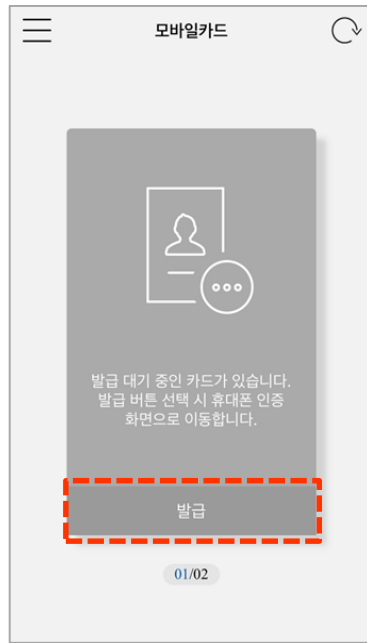 모바일카드
발급 대기 중인 카드가 있습니다.
발급 버튼 선택 시 휴대폰 인증
화면으로 이동합니다.
발급
01/02